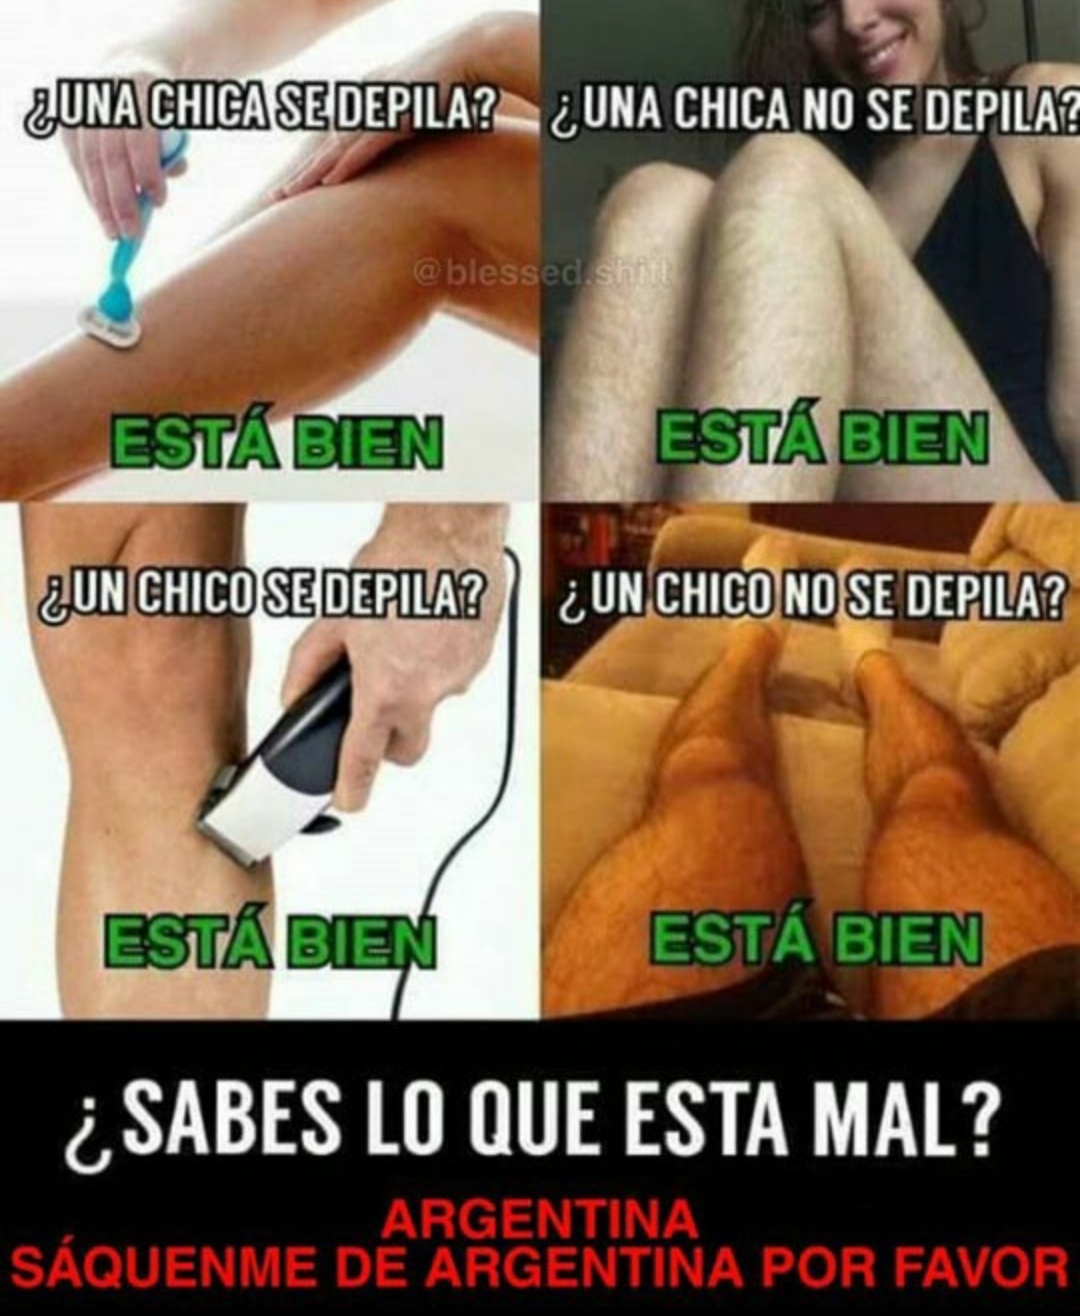 ¿UNA CHICA SE DEPILA?
¿UNA CHICA NO SE DEPILA?
@blessed.shitt
ESTÁ BIEN
ESTÁ BIEN
¿UN CHICO SE DEPILA?
¿UN CHICO NO SE DEPILA?
ESTÁ BIEN
ESTÁ BIEN
¿SABES LO QUE ESTA MAL?
ARGENTINA
SÁQUENME DE ARGENTINA POR FAVOR